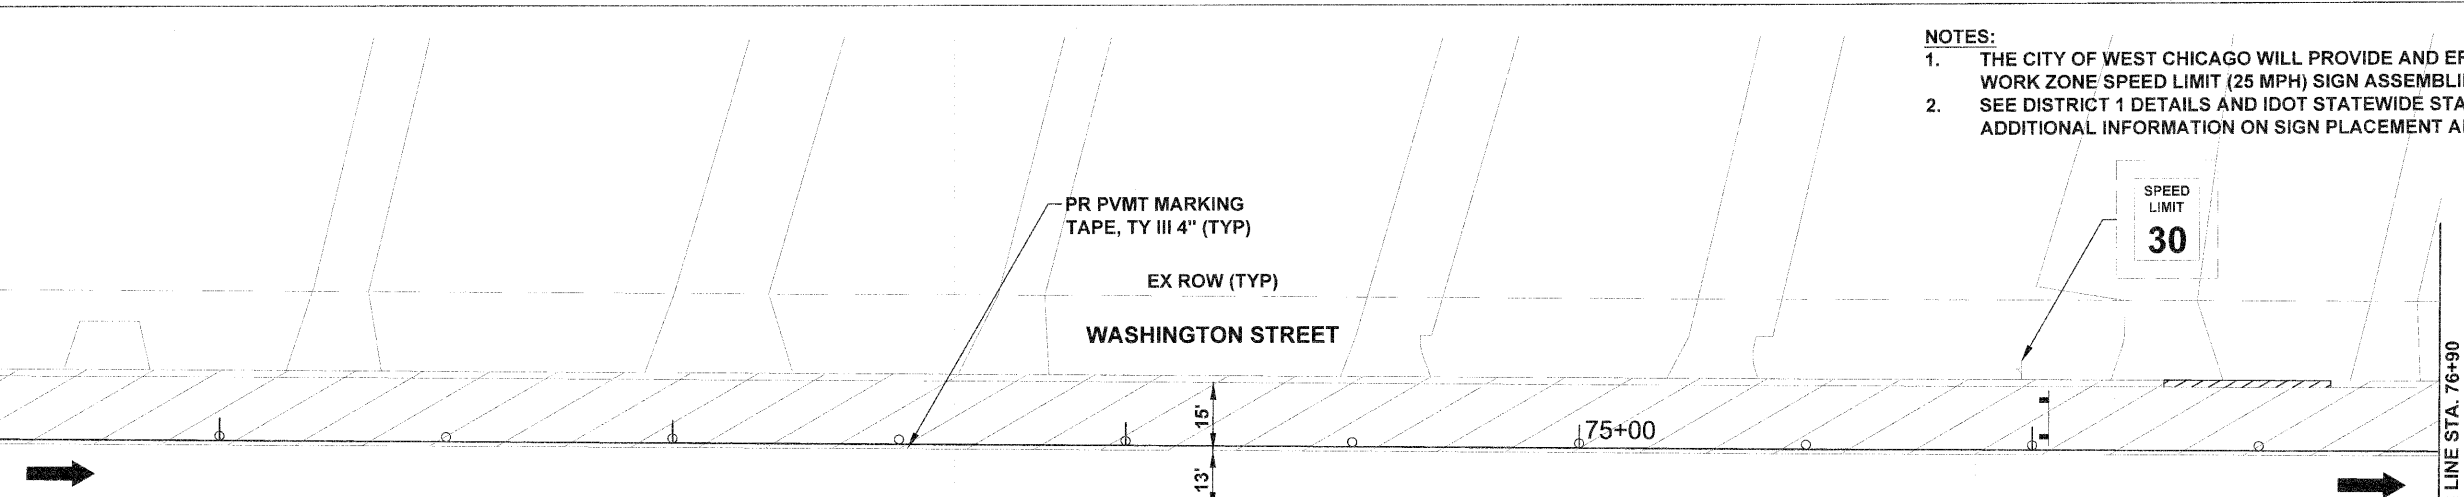 NOTES:
1. THE CITY OF WEST CHICAGO WILL PROVIDE AND
WORK ZONE SPEED LIMIT (25 MPH) SIGN
2. SEE DISTRICT 1 DETAILS AND IDOT STATEWIDE
ADDITIONAL INFORMATION ON SIGN PLACEMENT
SPEED
LIMIT
30
PR PVMT MARKING
TAPE, TY III 4" (TYP)
EX ROW (TYP)
WASHINGTON STREET
15'
75+00
13'
LINE STA. 76+90